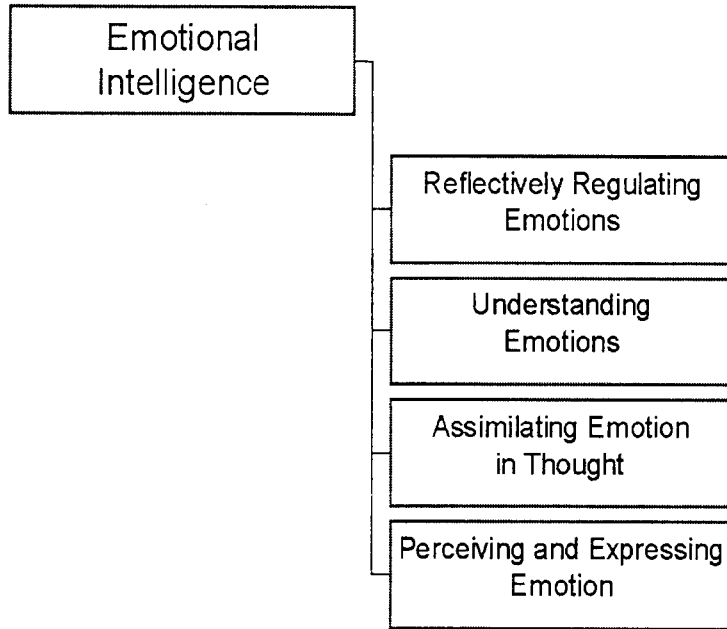 Emotional
Intelligence
Reflectively Regulating
Emotions
Understanding
Emotions
Assimilating Emotion
in Thought
Perceiving and Expressing
Emotion